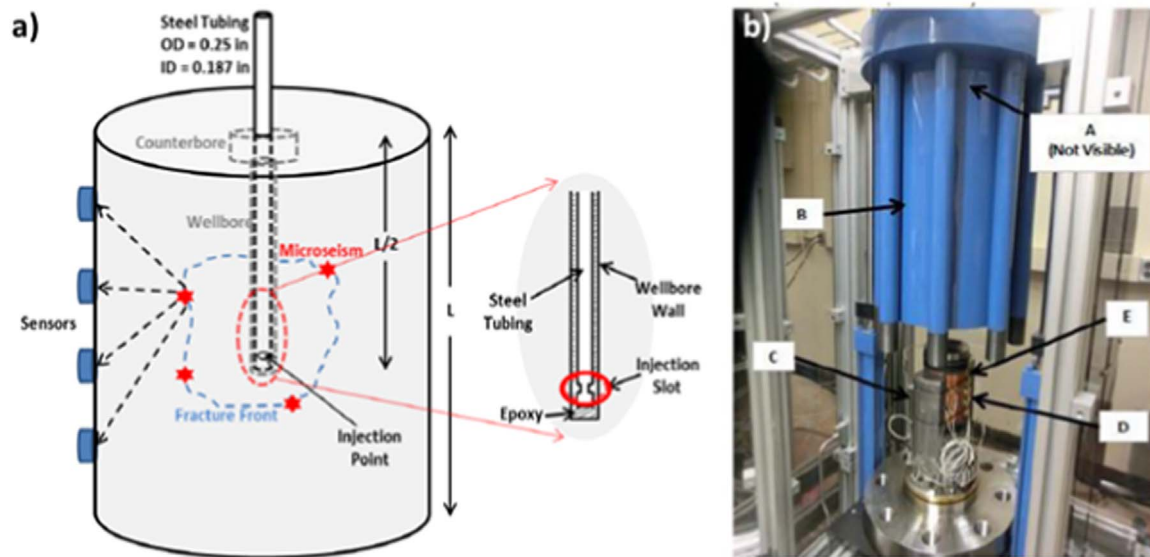 a)
Steel Tubing
OD = 0.25 in
ID = 0.187 in
Counterbore
Wellbore
L/2
Microseism
L
Sensors
Fracture Front
Injection
Point
Steel
Tubing
Wellbore
Wall
Injection
Slot
Epoxy
b)
A
(Not Visible)
B
E
C
D